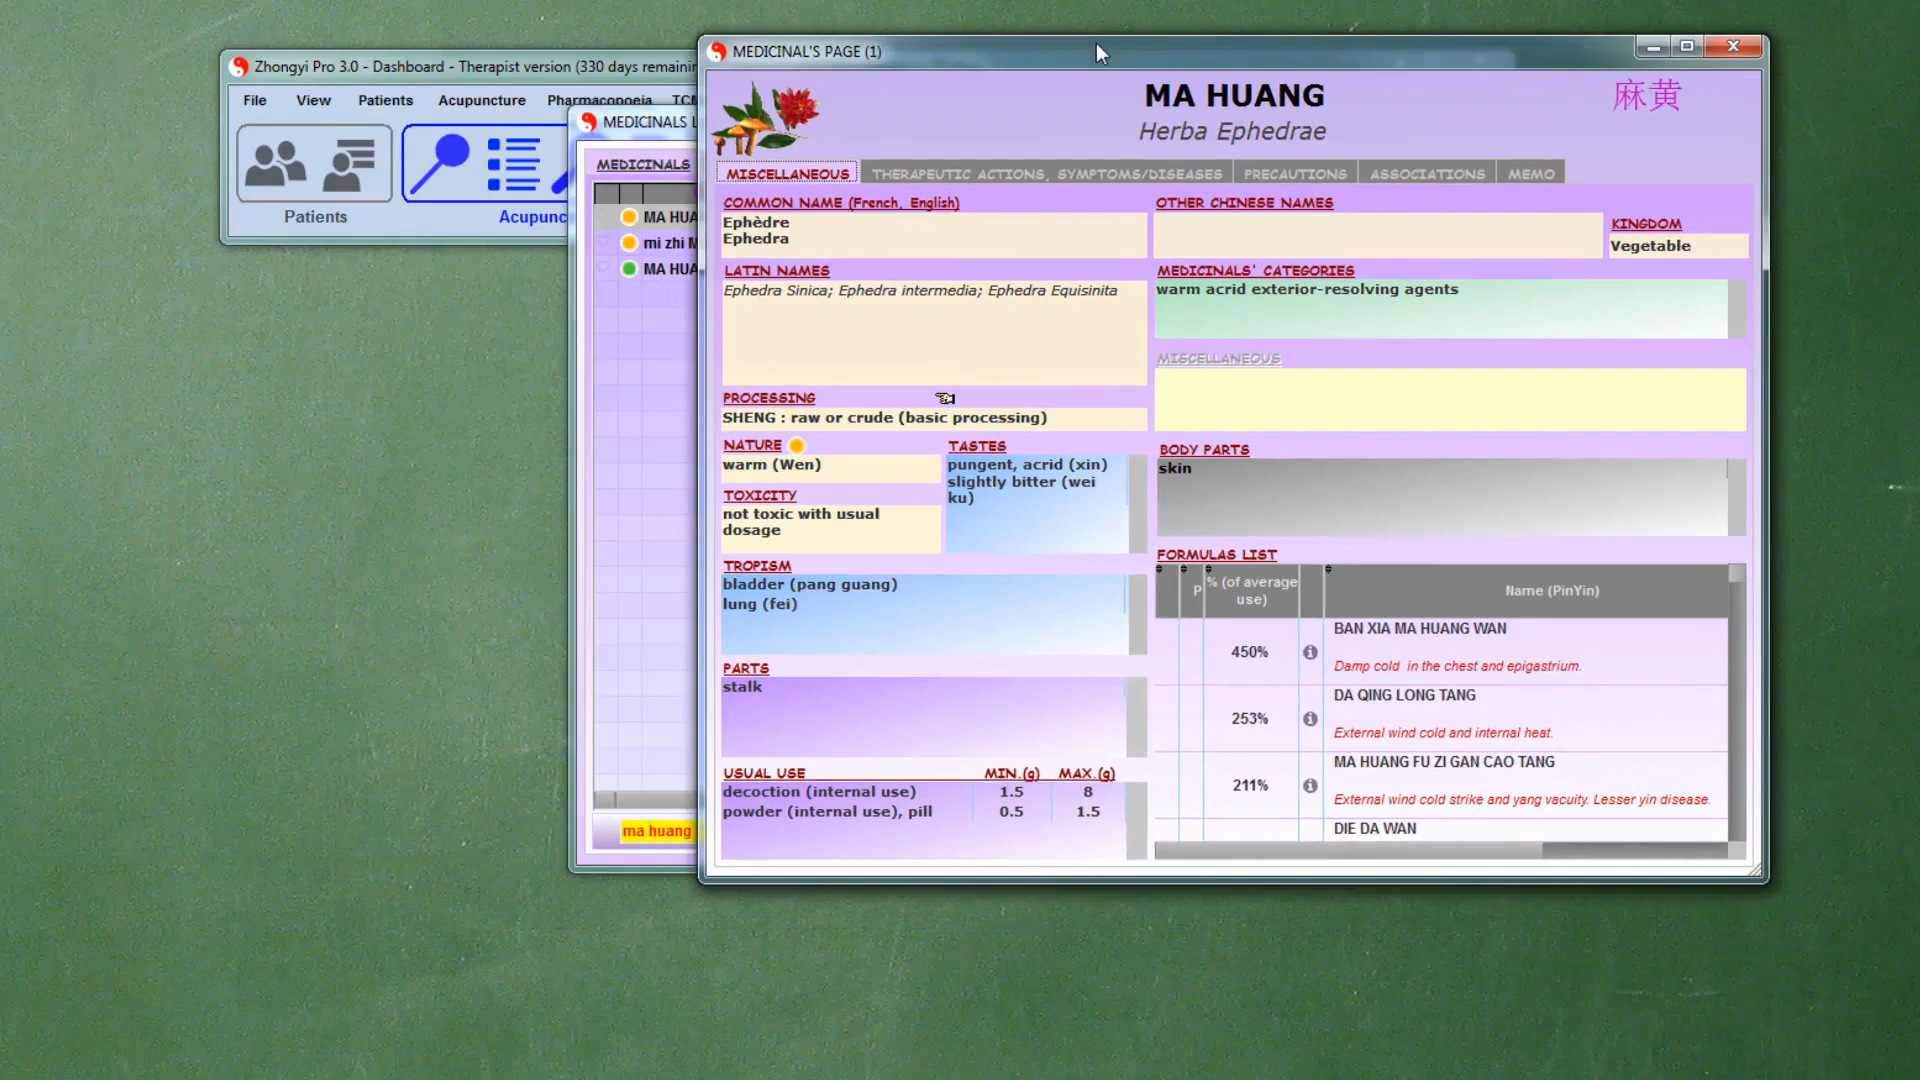 Zhongyi Pro 3.0 - Dashboard - Therapist version (330 days
File View Patients Acupuncture Pharmacopoeia
Patients
MEDICINALS
MEDICINALS
MA
mi zhi
MA
ma huang
MEDICINAL'S PAGE (1)
MA HUANG
麻黄
Herba Ephedrae
MISCELLANEOUS THERAPEUTIC ACTIONS, SYMPTOMS/DISEASES PRECAUTIONS ASSOCIATIONS MEMO
COMMON NAME (French, English)
Ephèdre
Ephedra
OTHER CHINESE NAMES
KINGDOM
Vegetable
LATIN NAMES
Ephedra Sinica; Ephedra intermedia; Ephedra Equisinita
MEDICINALS' CATEGORIES
warm acrid exterior-resolving agents
MISCELLANEOUS
PROCESSING
SHENG : raw or crude (basic processing)
NATURE
warm (Wen)
TASTES
pungent, acrid (xin)
slightly bitter (wei
ku)
TOXICITY
not toxic with usual
dosage
BODY PARTS
skin
TROPISM
bladder (pang guang)
lung (fei)
PARTS
stalk
USUAL USE MIN.(g) MAX.(g)
decoction (internal use) 1.5 8
powder (internal use), pill 0.5 1.5
FORMULAS LIST
P % (of average
use) Name (PinYin)
BAN XIA MA HUANG WAN
450%
Damp cold in the chest and epigastrium.
DA QING LONG TANG
253%
External wind cold and internal heat.
MA HUANG FU ZI GAN CAO TANG
211%
External wind cold strike and yang vacuity. Lesser yin disease.
DIE DA WAN